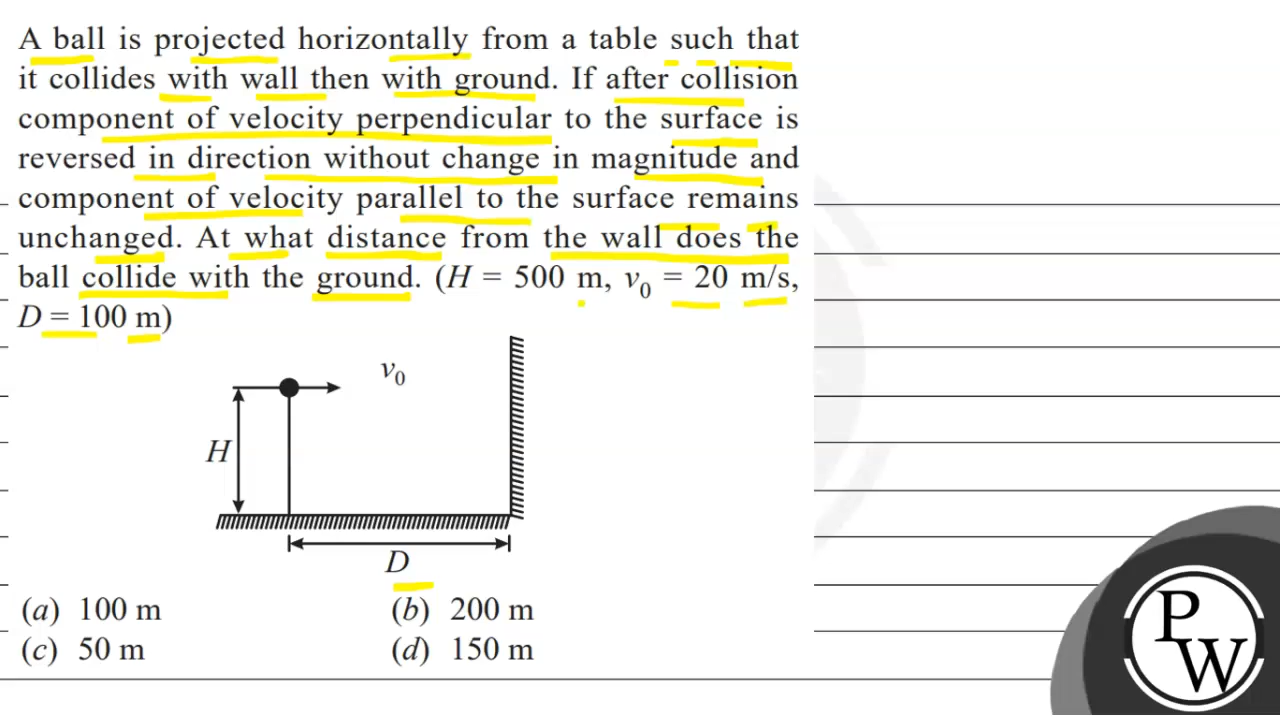 A ball is projected horizontally from a table such that
it collides with wall then with ground. If after collision
component of velocity perpendicular to the surface is
reversed in direction without change in magnitude and
component of velocity parallel to the surface remains
unchanged. At what distance from the wall does the
ball collide with the ground. (H = 500 m, v₀ = 20 m/s,
D = 100 m)
v₀
H
D
(a) 100 m
(b) 200 m
(c) 50 m
(d) 150 m
P
W